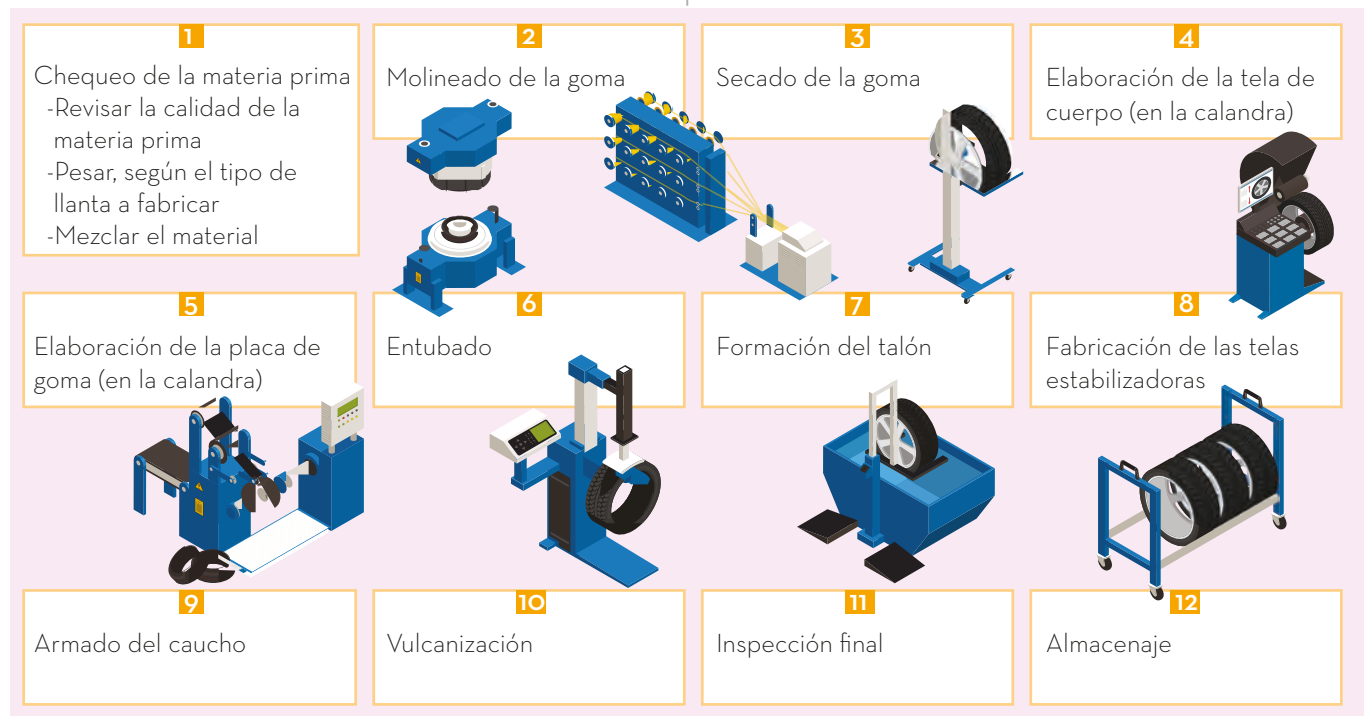 1
Chequeo de la materia prima
-Revisar la calidad de la
materia prima
-Pesar, según el tipo de
llanta a fabricar
-Mezclar el material
2
Molineado de la goma
3
Secado de la goma
4
Elaboración de la tela de
cuerpo (en la calandra)
5
Elaboración de la placa de
goma (en la calandra)
6
Entubado
7
Formación del talón
8
Fabricación de las telas
estabilizadoras
9
Armado del caucho
10
Vulcanización
11
Inspección final
12
Almacenaje